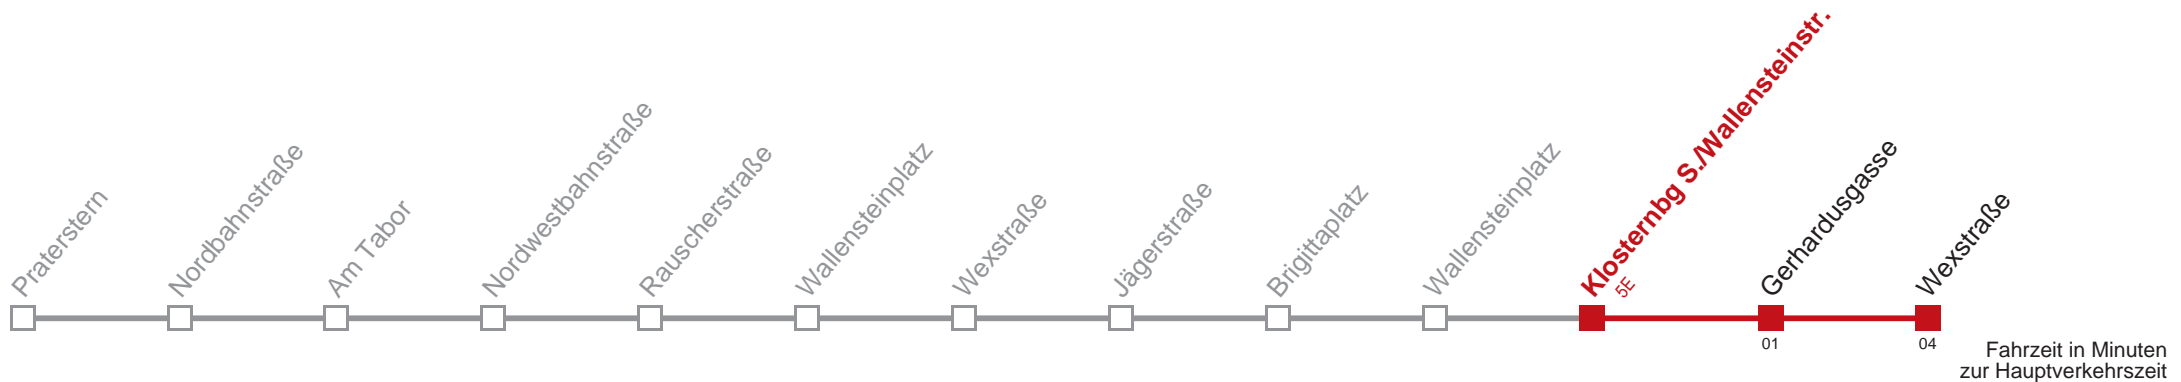 Praterstern
Nordbahnstraße
Am Tabor
Nordwestbahnstraße
Rauscherstraße
Wallensteinplatz
Wexstraße
Jägerstraße
Brigittaplatz
Wallensteinplatz
Klosternbg S./Wallensteinstr.
5E
Gerhardusgasse
Wexstraße
01
04
Fahrzeit in Minuten
zur Hauptverkehrszeit